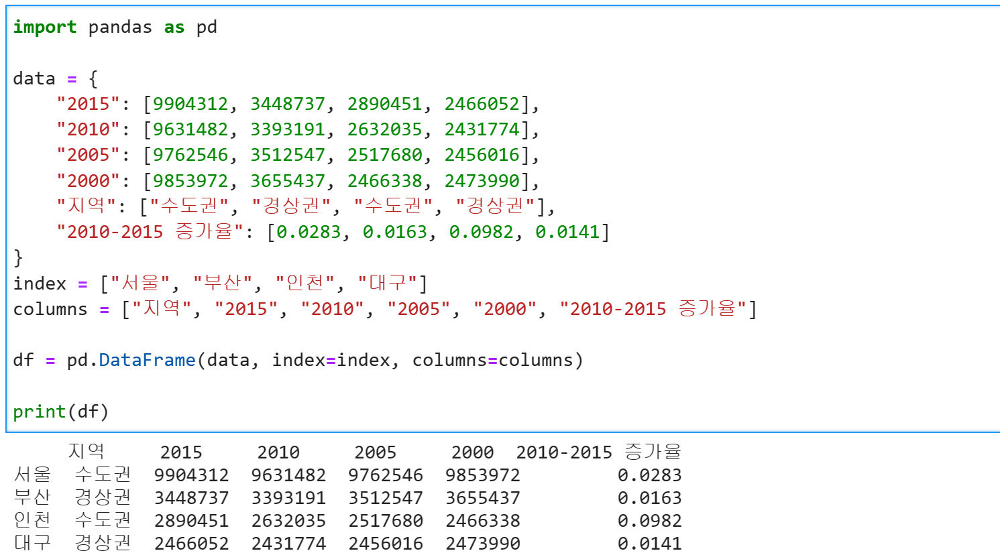 import pandas as pd
data = {
    "2015": [9904312, 3448737, 2890451, 2466052],
    "2010": [9631482, 3393191, 2632035, 2431774],
    "2005": [9762546, 3512547, 2517680, 2456016],
    "2000": [9853972, 3655437, 2466338, 2473990],
    "지역": ["수도권", "경상권", "수도권", "경상권"],
    "2010-2015 증가율": [0.0283, 0.0163, 0.0982, 0.0141]
}
index = ["서울", "부산", "인천", "대구"]
columns = ["지역", "2015", "2010", "2005", "2000", "2010-2015 증가율"]
df = pd.DataFrame(data, index=index, columns=columns)
print(df)
     지역     2015     2010     2005     2000  2010-2015 증가율
서울  수도권  9904312  9631482  9762546  9853972         0.0283
부산  경상권  3448737  3393191  3512547  3655437         0.0163
인천  수도권  2890451  2632035  2517680  2466338         0.0982
대구  경상권  2466052  2431774  2456016  2473990         0.0141